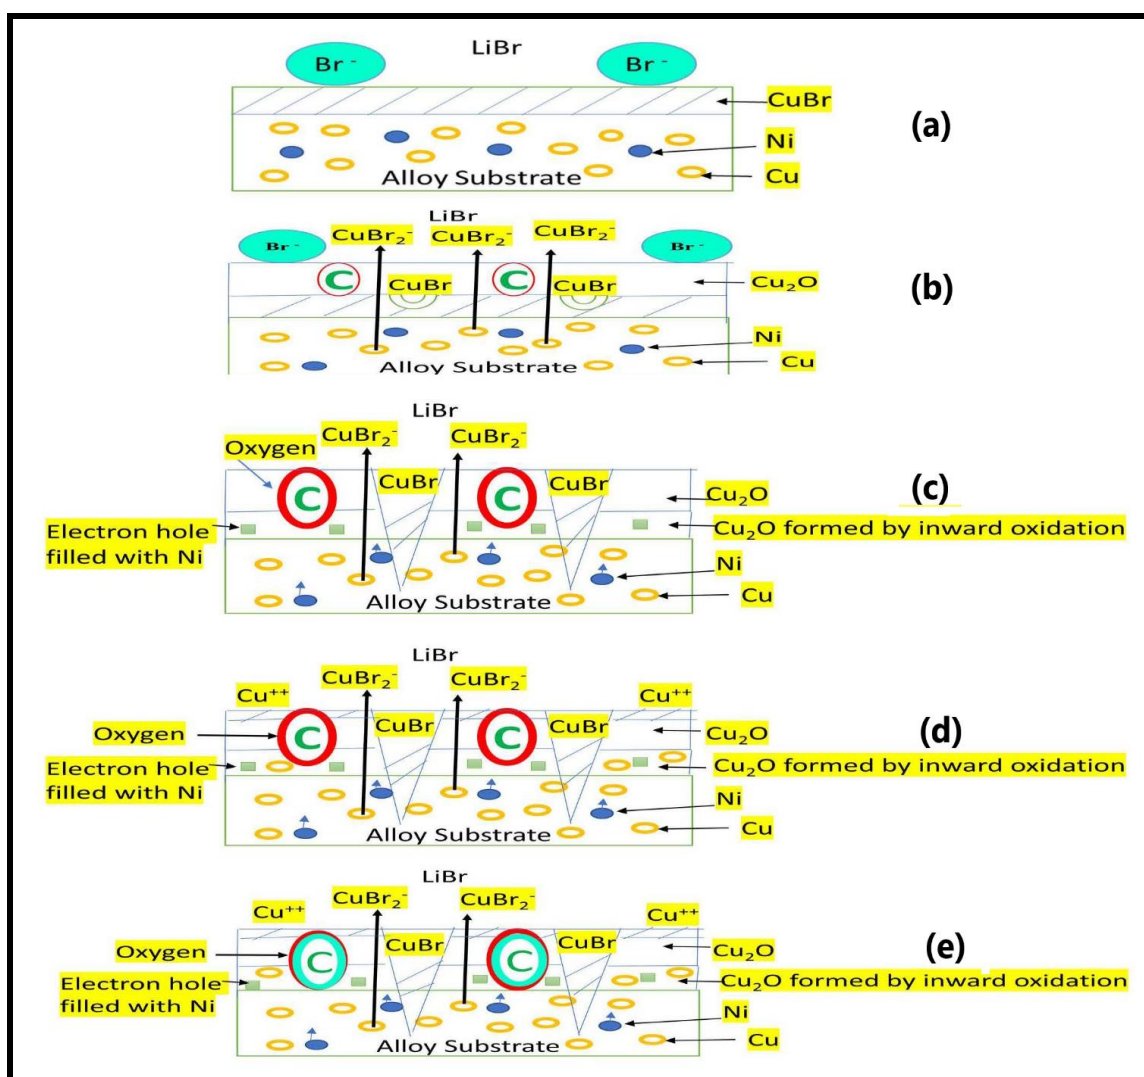 LiBr
Br - Br -
CuBr
(a)
Ni
Cu
Alloy Substrate
LiBr
CuBr₂⁻ CuBr₂⁻ CuBr₂⁻
Br - Br -
C C
CuBr CuBr
Cu₂O
(b)
Ni
Cu
Alloy Substrate
LiBr
CuBr₂⁻ CuBr₂⁻
Oxygen
CuBr CuBr
C C
Cu₂O
(c)
Electron hole
filled with Ni
Cu₂O formed by inward oxidation
Ni
Cu
Alloy Substrate
LiBr
CuBr₂⁻ CuBr₂⁻
Cu⁺⁺ Cu⁺⁺
CuBr CuBr
Oxygen
C C
Cu₂O
(d)
Electron hole
filled with Ni
Cu₂O formed by inward oxidation
Ni
Cu
Alloy Substrate
LiBr
CuBr₂⁻ CuBr₂⁻
Cu⁺⁺ Cu⁺⁺
CuBr CuBr
Oxygen
C C
Cu₂O
(e)
Electron hole
filled with Ni
Cu₂O formed by inward oxidation
Ni
Cu
Alloy Substrate